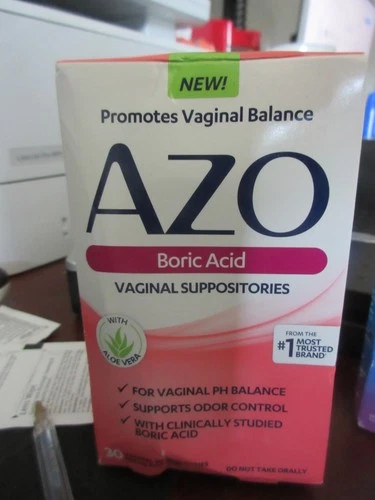 NEW!
Promotes Vaginal Balance
AZO
Boric Acid
VAGINAL SUPPOSITORIES
WITH
ALOE VERA
FROM THE
#1 MOST
TRUSTED
BRAND
✓ FOR VAGINAL PH BALANCE
✓ SUPPORTS ODOR CONTROL
✓ WITH CLINICALLY STUDIED
BORIC ACID
30
DO NOT TAKE ORALLY